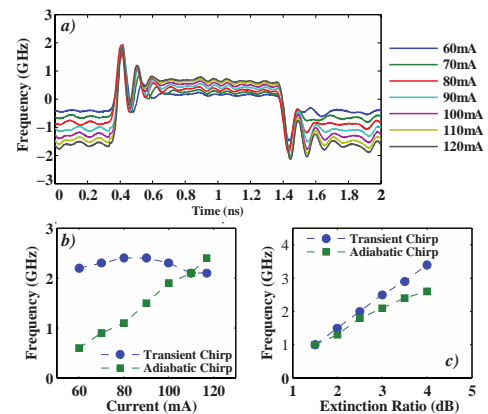 a)
Frequency (GHz)
3
2
1
0
−1
−2
−3
0 0.2 0.4 0.6 0.8 1 1.2 1.4 1.6 1.8 2
Time (ns)
60mA
70mA
80mA
90mA
100mA
110mA
120mA
b)
Frequency (GHz)
3
2
1
0
60 80 100 120
Current (mA)
Transient Chirp
Adiabatic Chirp
c)
Frequency (GHz)
4
3
2
1
0
1 2 3 4 5
Extinction Ratio (dB)
Transient Chirp
Adiabatic Chirp